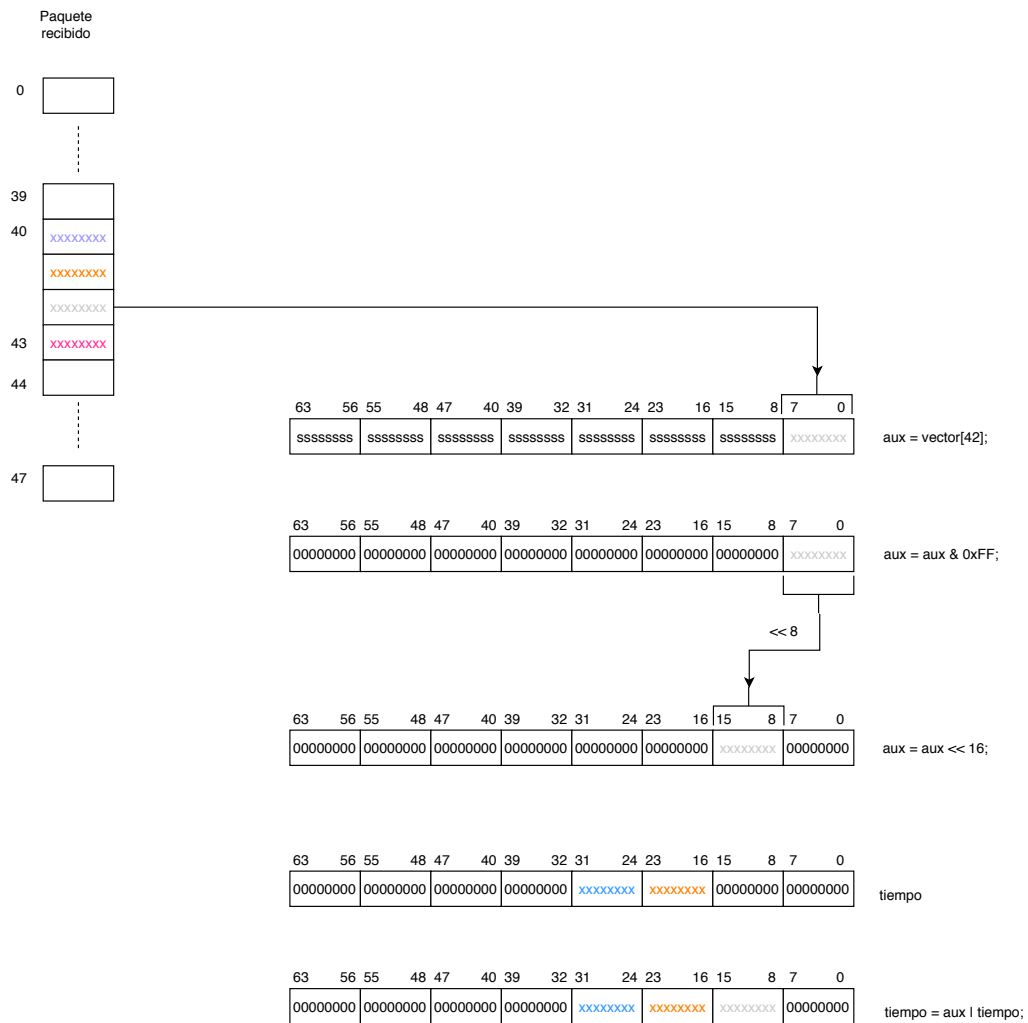 Paquete
recibido
0
39
40
xxxxxxxx
xxxxxxxx
xxxxxxxx
43
xxxxxxxx
44
47
63 56 55 48 47 40 39 32 31 24 23 16 15 8 7 0
ssssssss ssssssss ssssssss ssssssss ssssssss ssssssss ssssssss xxxxxxxx aux = vector[42];
63 56 55 48 47 40 39 32 31 24 23 16 15 8 7 0
00000000 00000000 00000000 00000000 00000000 00000000 00000000 xxxxxxxx aux = aux & 0xFF;
<< 8
63 56 55 48 47 40 39 32 31 24 23 16 15 8 7 0
00000000 00000000 00000000 00000000 00000000 00000000 xxxxxxxx 00000000 aux = aux << 16;
63 56 55 48 47 40 39 32 31 24 23 16 15 8 7 0
00000000 00000000 00000000 00000000 xxxxxxxx xxxxxxxx 00000000 00000000 tiempo
63 56 55 48 47 40 39 32 31 24 23 16 15 8 7 0
00000000 00000000 00000000 00000000 xxxxxxxx xxxxxxxx xxxxxxxx 00000000 tiempo = aux | tiempo;